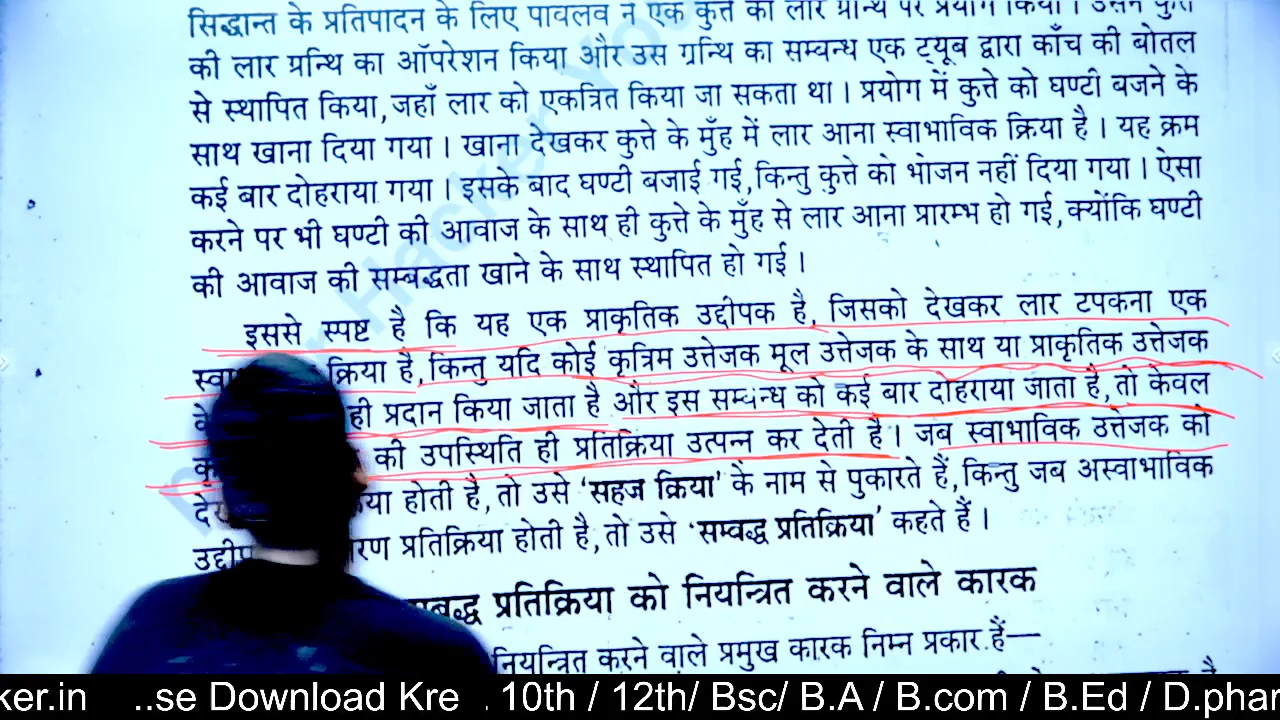 सिद्धान्त के प्रतिपादन के लिए पावलव ने एक कुत्ते की लार ग्रन्थि पर प्रयोग किया । उसने कुत्ते
की लार ग्रन्थि का ऑपरेशन किया और उस ग्रन्थि का सम्बन्ध एक ट्यूब द्वारा काँच की बोतल
से स्थापित किया, जहाँ लार को एकत्रित किया जा सकता था । प्रयोग में कुत्ते को घण्टी बजने के
साथ खाना दिया गया । खाना देखकर कुत्ते के मुँह में लार आना स्वाभाविक क्रिया है । यह क्रम
कई बार दोहराया गया । इसके बाद घण्टी बजाई गई, किन्तु कुत्ते को भोजन नहीं दिया गया । ऐसा
करने पर भी घण्टी की आवाज के साथ ही कुत्ते के मुँह से लार आना प्रारम्भ हो गई, क्योंकि घण्टी
की आवाज की सम्बद्धता खाने के साथ स्थापित हो गई ।
इससे स्पष्ट है कि यह एक प्राकृतिक उद्दीपक है, जिसको देखकर लार टपकना एक
क्रिया है, किन्तु यदि कोई कृत्रिम उत्तेजक मूल उत्तेजक के साथ या प्राकृतिक उत्तेजक
ही प्रदान किया जाता है और इस सम्बन्ध को कई बार दोहराया जाता है, तो केवल
की उपस्थिति ही प्रतिक्रिया उत्पन्न कर देती है । जब स्वाभाविक उत्तेजक को
होती है, तो उसे ‘सहज क्रिया’ के नाम से पुकारते हैं, किन्तु जब अस्वाभाविक
प्रतिक्रिया होती है, तो उसे ‘सम्बद्ध प्रतिक्रिया’ कहते हैं ।
प्रतिक्रिया को नियन्त्रित करने वाले कारक
नियन्त्रित करने वाले प्रमुख कारक निम्न प्रकार हैं—
ker.in ..se Download Kre . 10th / 12th/ Bsc/ B.A / B.com / B.Ed / D.phar